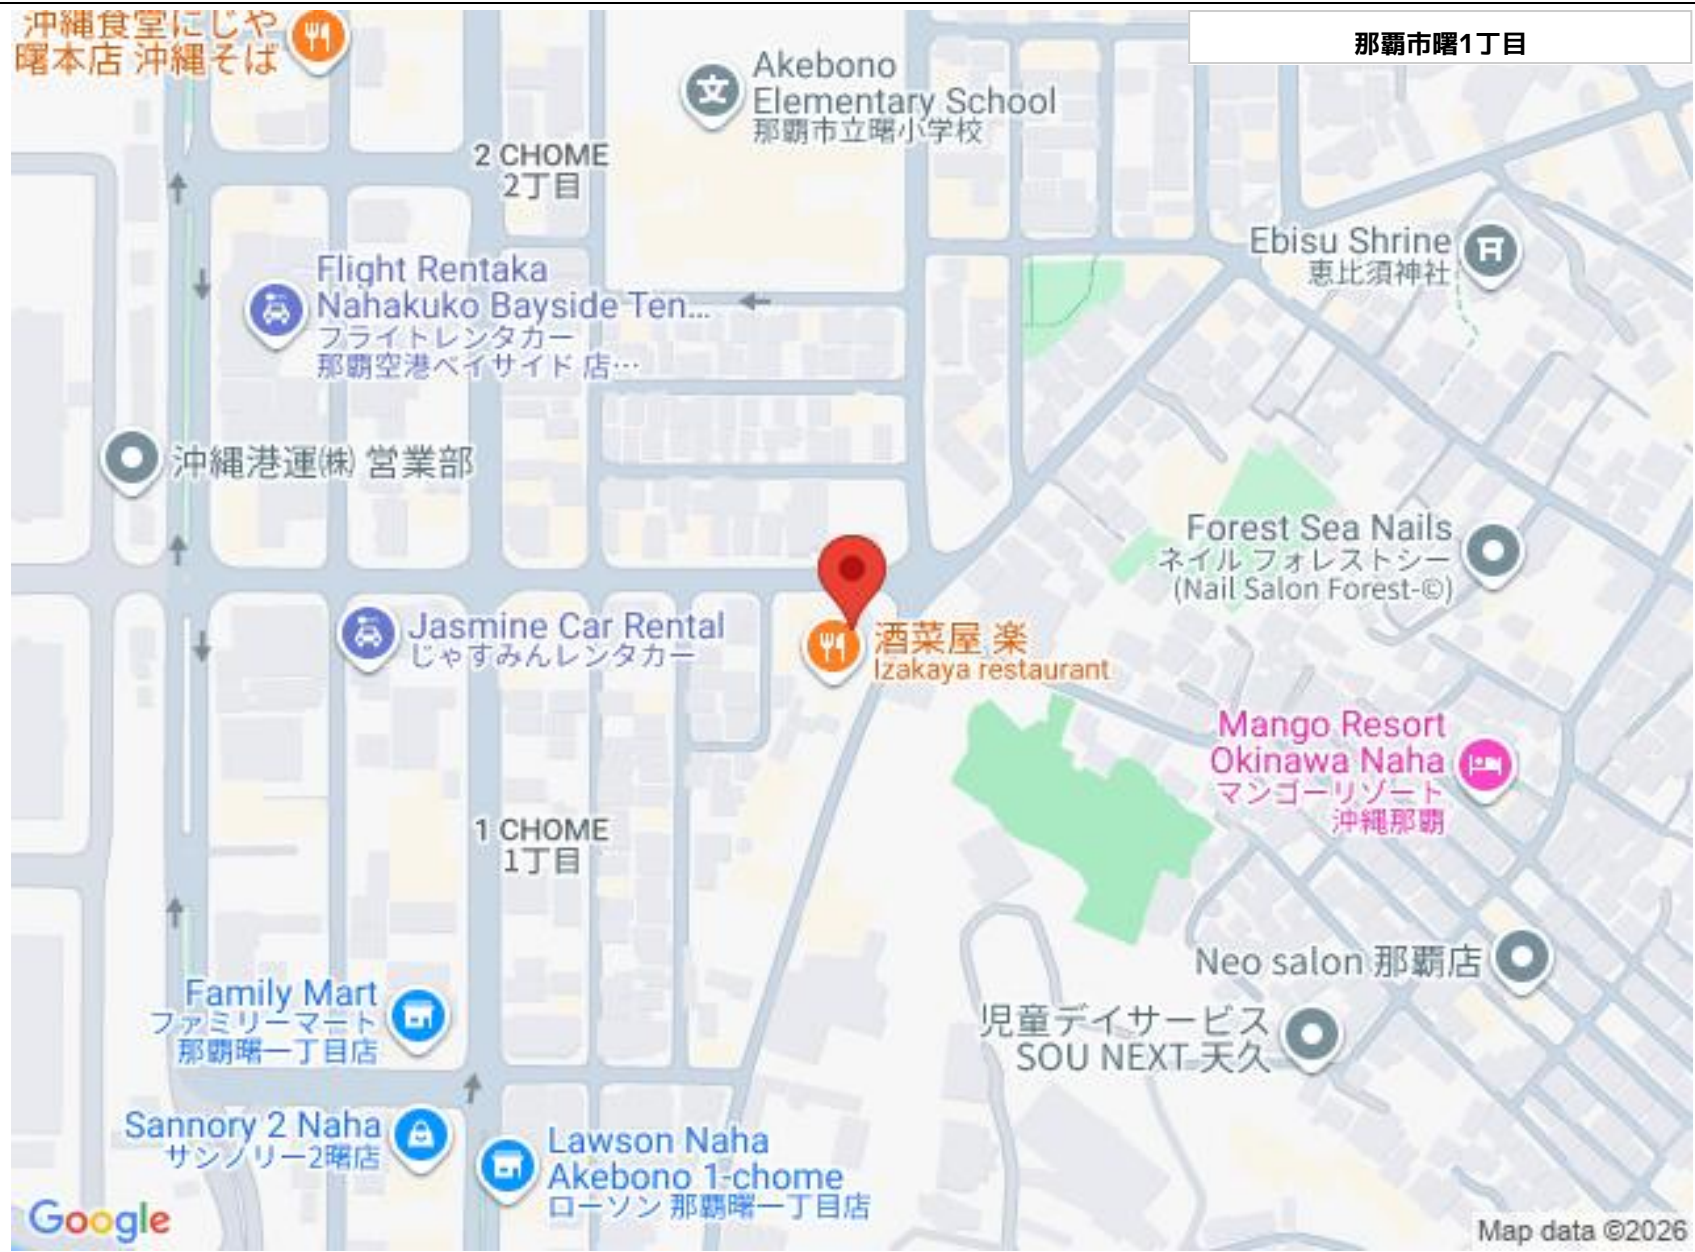 那覇市曙1丁目
沖縄食堂にじや
曙本店 沖縄そば
Akebono
Elementary School
那覇市立曙小学校
2 CHOME
2丁目
Ebisu Shrine
恵比須神社
Flight Rentaka
Nahakuko Bayside Ten...
フライトレンタカー
那覇空港ベイサイド 店…
沖縄港運㈱ 営業部
Forest Sea Nails
ネイル フォレストシー
(Nail Salon Forest-©)
Jasmine Car Rental
じゃすみんレンタカー
酒菜屋 楽
Izakaya restaurant
Mango Resort
Okinawa Naha
マンゴーリゾート
沖縄那覇
1 CHOME
1丁目
Neo salon 那覇店
Family Mart
ファミリーマート
那覇曙一丁目店
児童デイサービス
SOU NEXT 天久
Sannory 2 Naha
サンノリー2曙店
Lawson Naha
Akebono 1-chome
ローソン 那覇曙一丁目店
Google
Map data ©2026